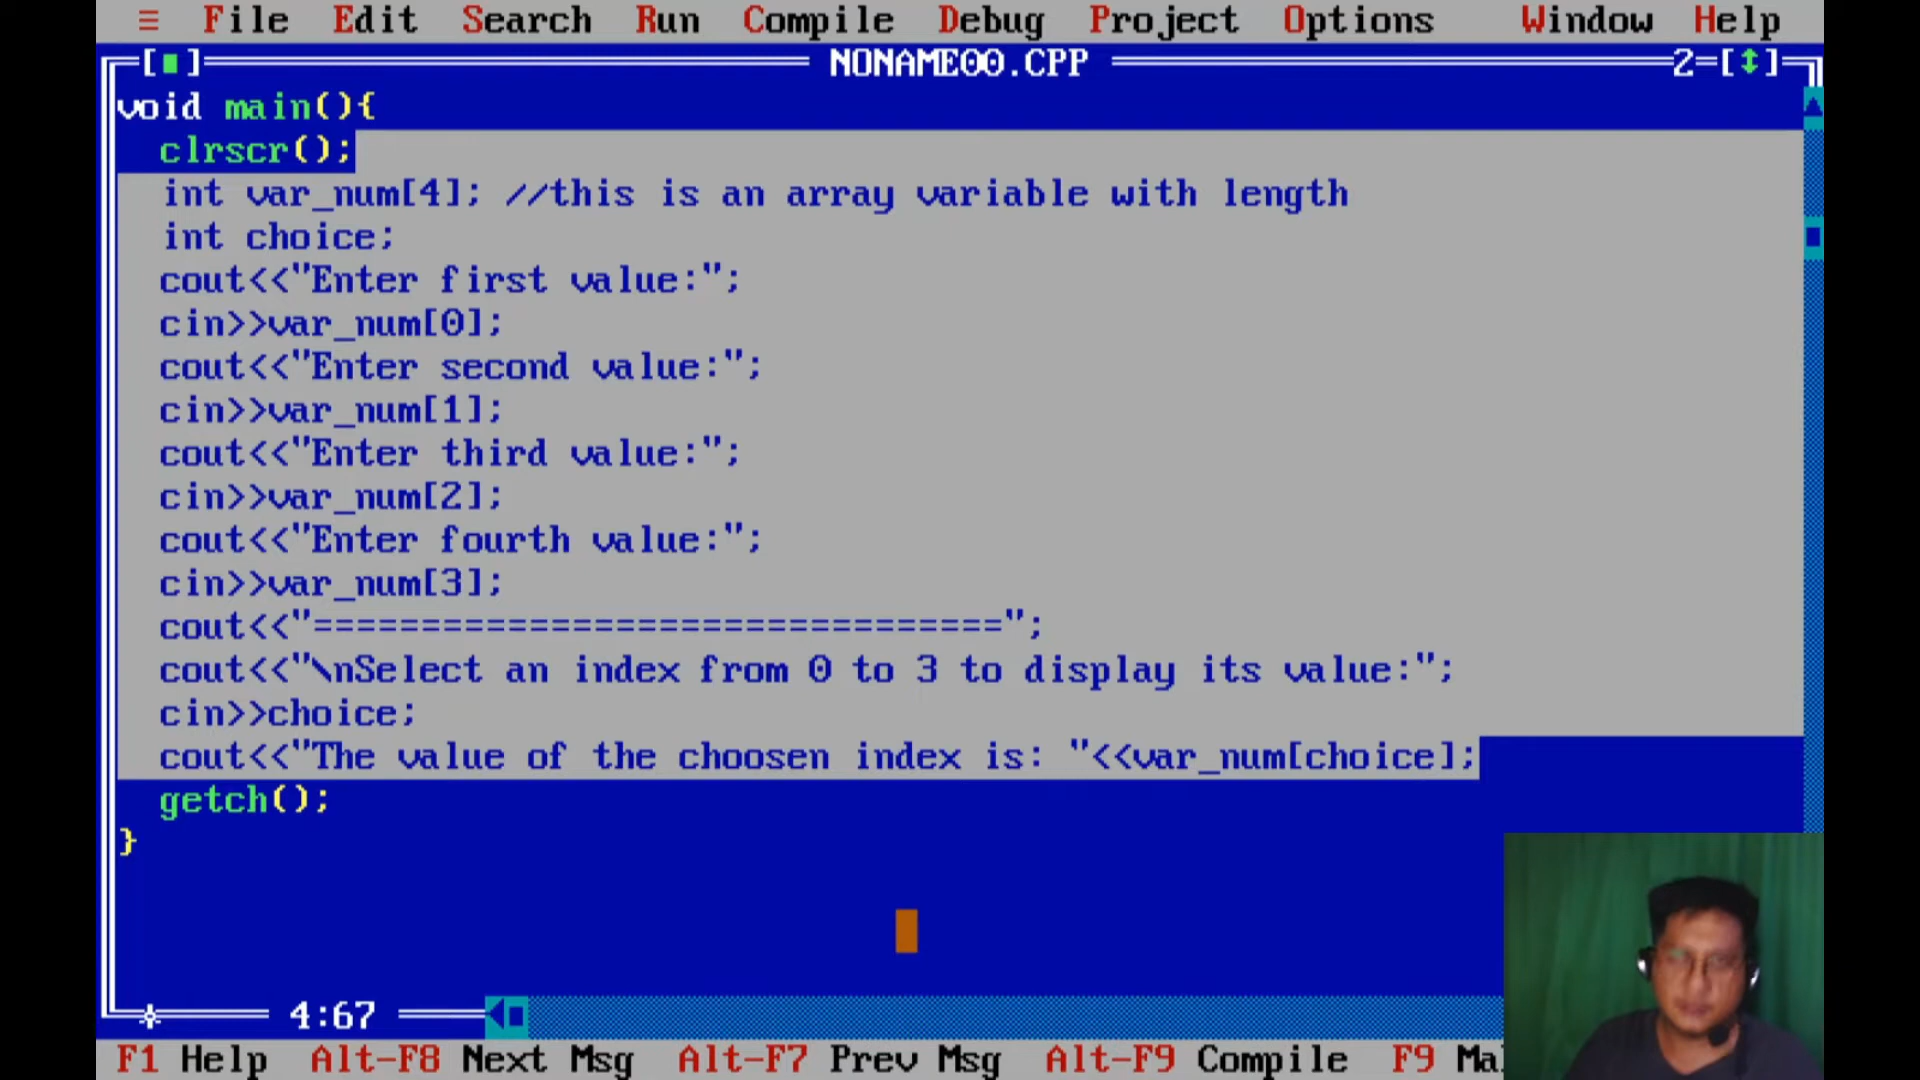 ≡ File Edit Search Run Compile Debug Project Options Window Help
[■] NONAME00.CPP 2=[↕]
void main(){
clrscr();
int var_num[4]; //this is an array variable with length
int choice;
cout<<"Enter first value:";
cin>>var_num[0];
cout<<"Enter second value:";
cin>>var_num[1];
cout<<"Enter third value:";
cin>>var_num[2];
cout<<"Enter fourth value:";
cin>>var_num[3];
cout<<"================================";
cout<<"\nSelect an index from 0 to 3 to display its value:";
cin>>choice;
cout<<"The value of the choosen index is: "<<var_num[choice];
getch();
}
4:67
F1 Help Alt-F8 Next Msg Alt-F7 Prev Msg Alt-F9 Compile F9